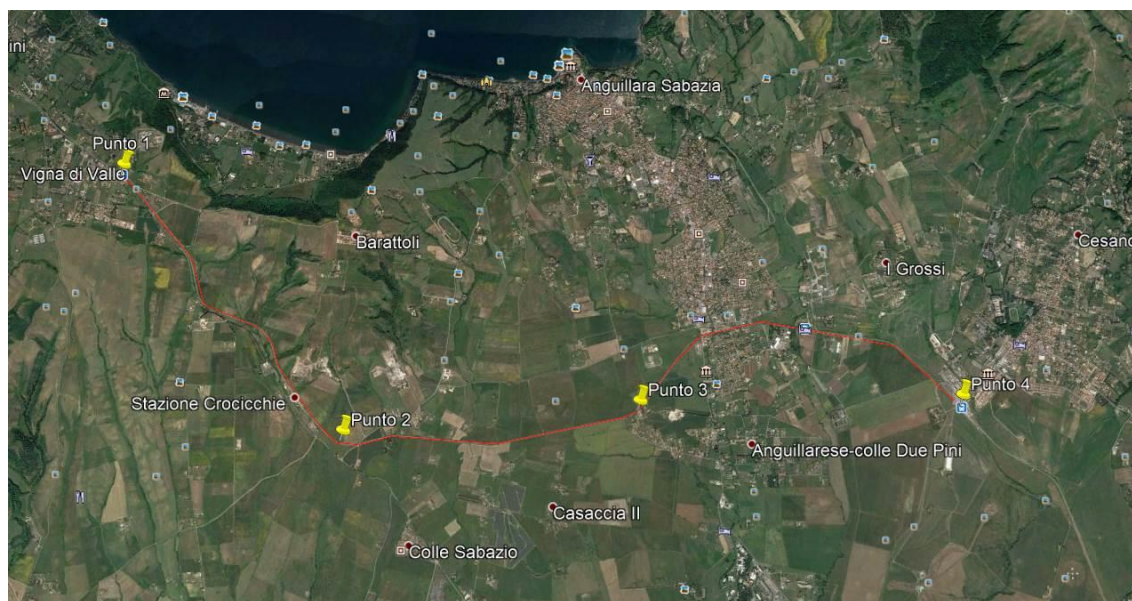 ini
Anguillara Sabazia
Punto 1
Vigna di Valle
Barattoli
Cesano
I Grossi
Punto 4
Punto 3
Stazione Crocicchie
Punto 2
Anguillarese-colle Due Pini
Casaccia II
Colle Sabazio